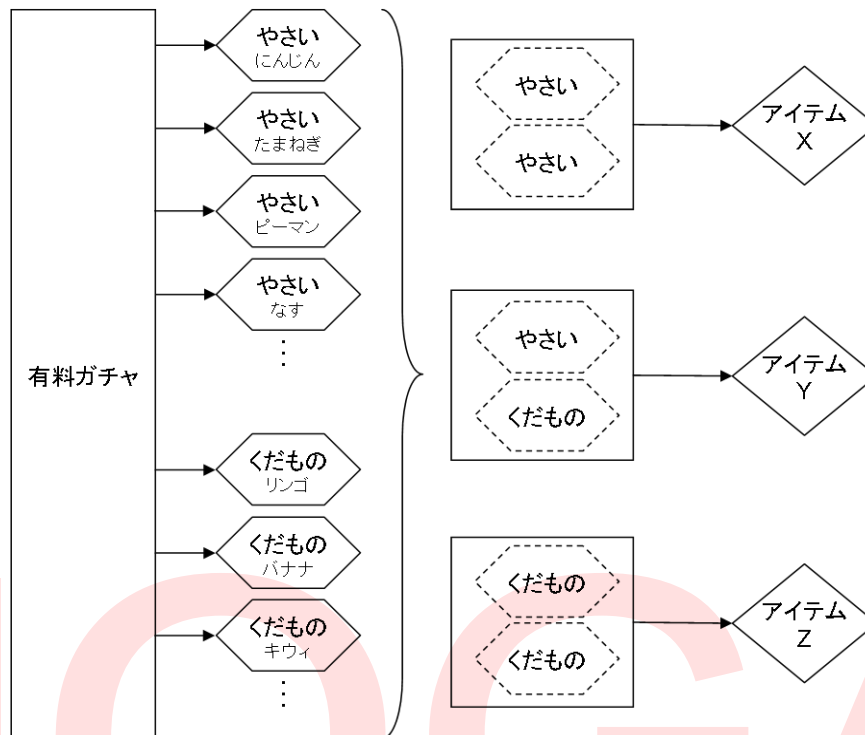 有料ガチャ
やさい
にんじん
やさい
たまねぎ
やさい
ピーマン
やさい
なす
⋮
くだもの
リンゴ
くだもの
バナナ
くだもの
キウィ
⋮
やさい
やさい
アイテム
X
やさい
くだもの
アイテム
Y
くだもの
くだもの
アイテム
Z